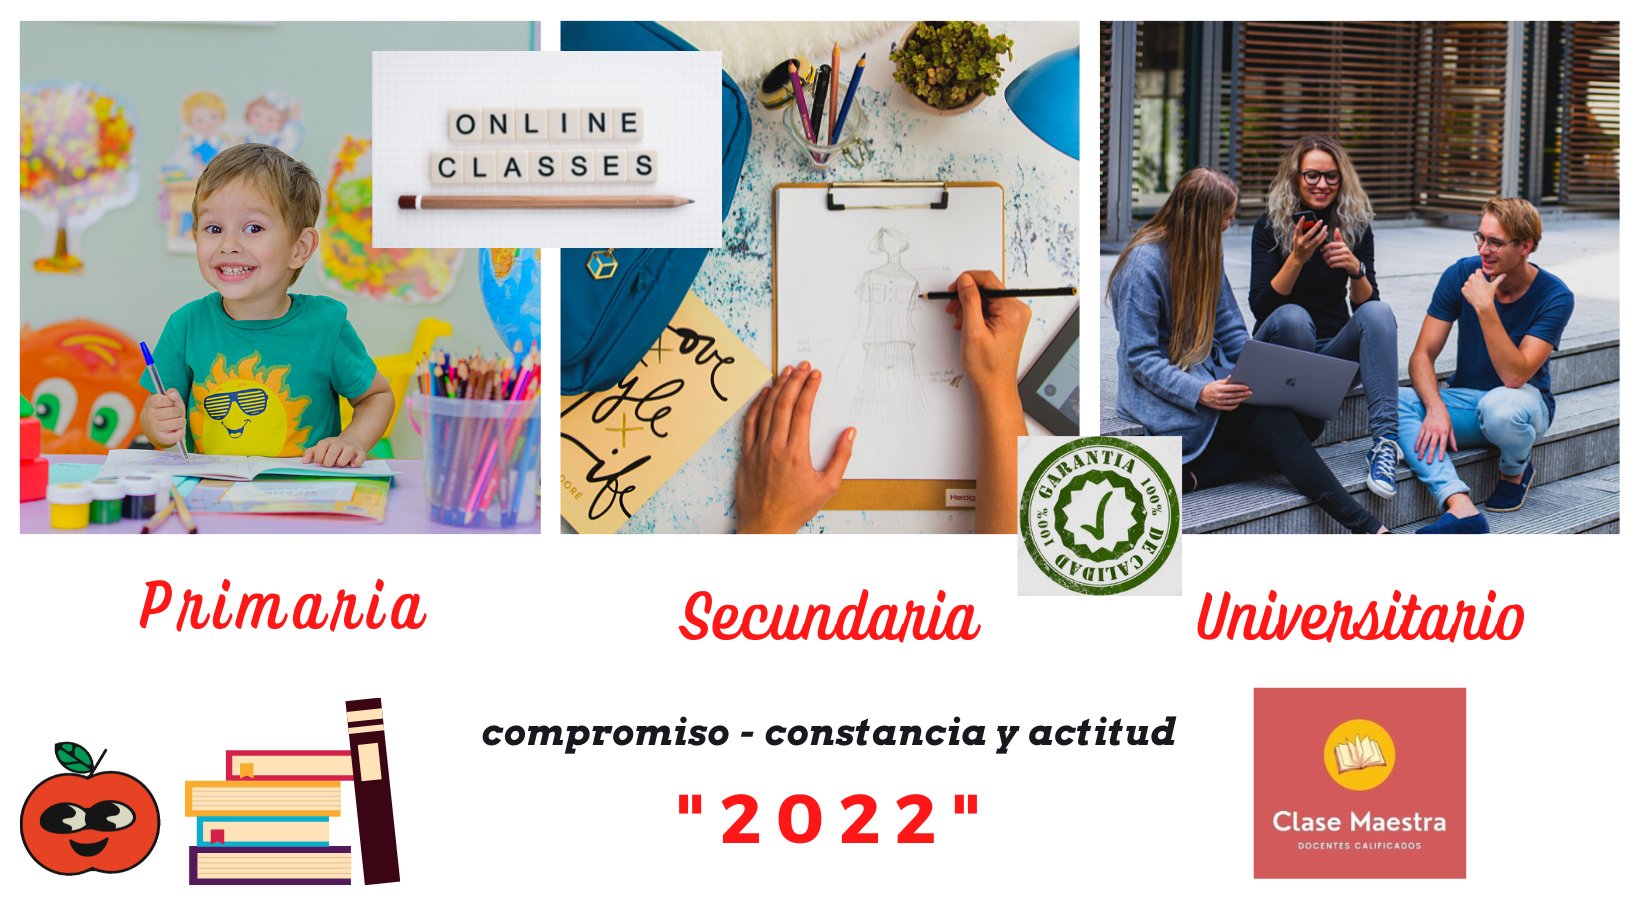 ONLINE
CLASSES
Love
+
Style
+
Life
Hedg
GARANTIA
100% DE CALIDAD 100%
Primaria
Secundaria
Universitario
compromiso - constancia y actitud
"2022"
Clase Maestra
DOCENTES CALIFICADOS